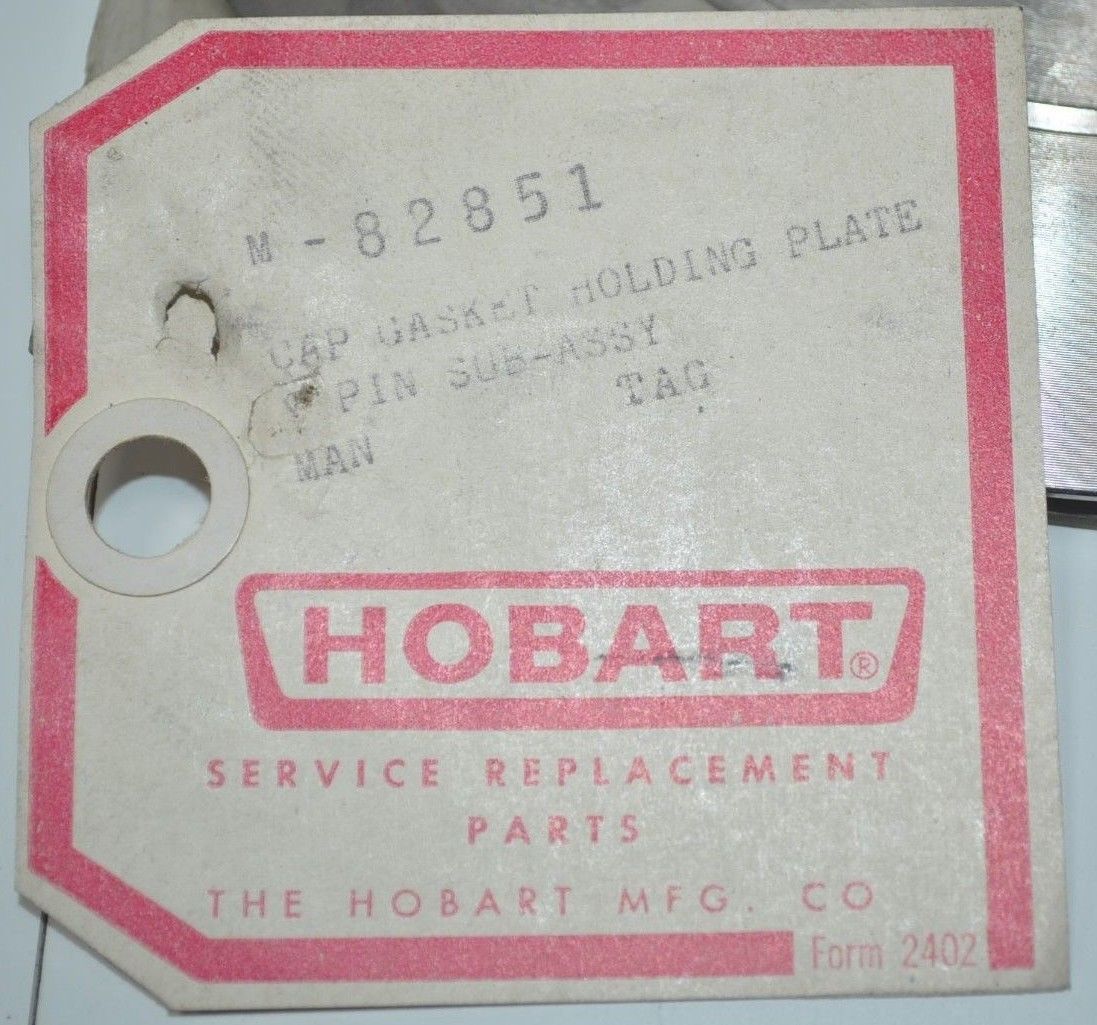 M-82851
CAP GASKET HOLDING PLATE
PIN SUB-ASSY
TAG
MAN
HOBART®
SERVICE REPLACEMENT
PARTS
THE HOBART MFG. CO
Form 2402